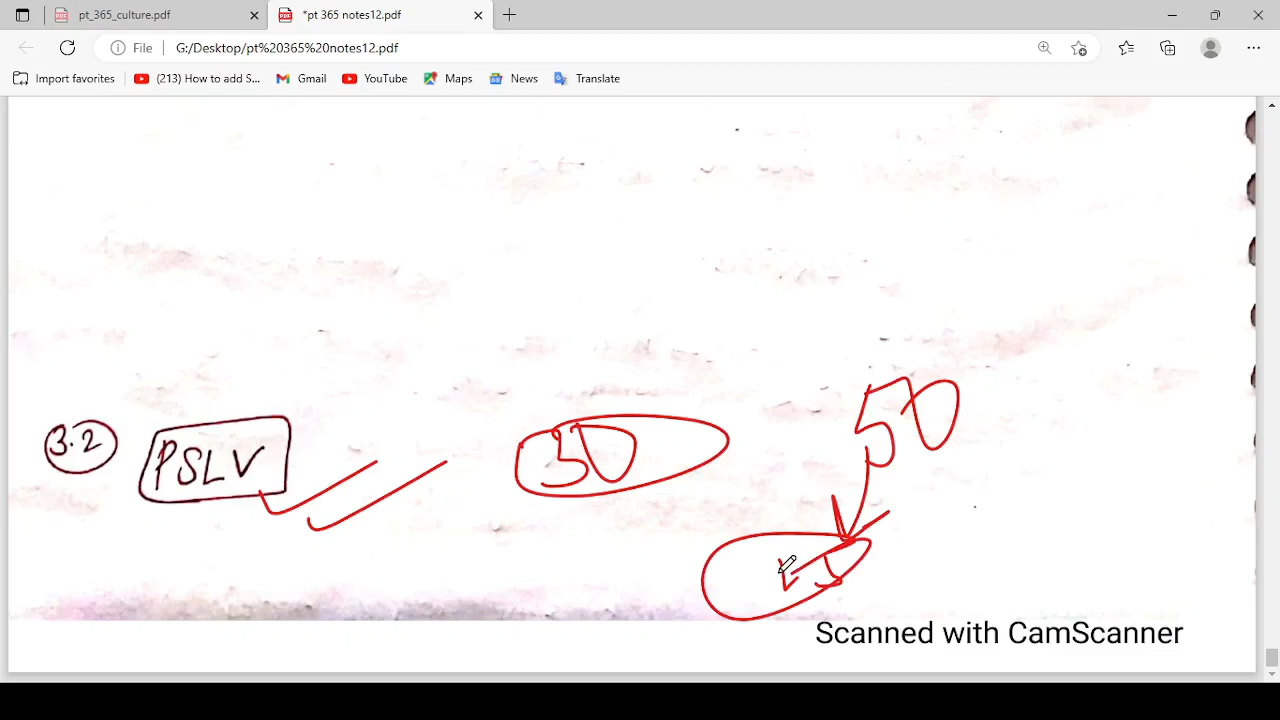 pt_365_culture.pdf
*pt 365 notes12.pdf
File
G:/Desktop/pt%20365%20notes12.pdf
Import favorites
(213) How to add S...
Gmail
YouTube
Maps
News
Translate
50
3.2 PSLV 50
Scanned with CamScanner